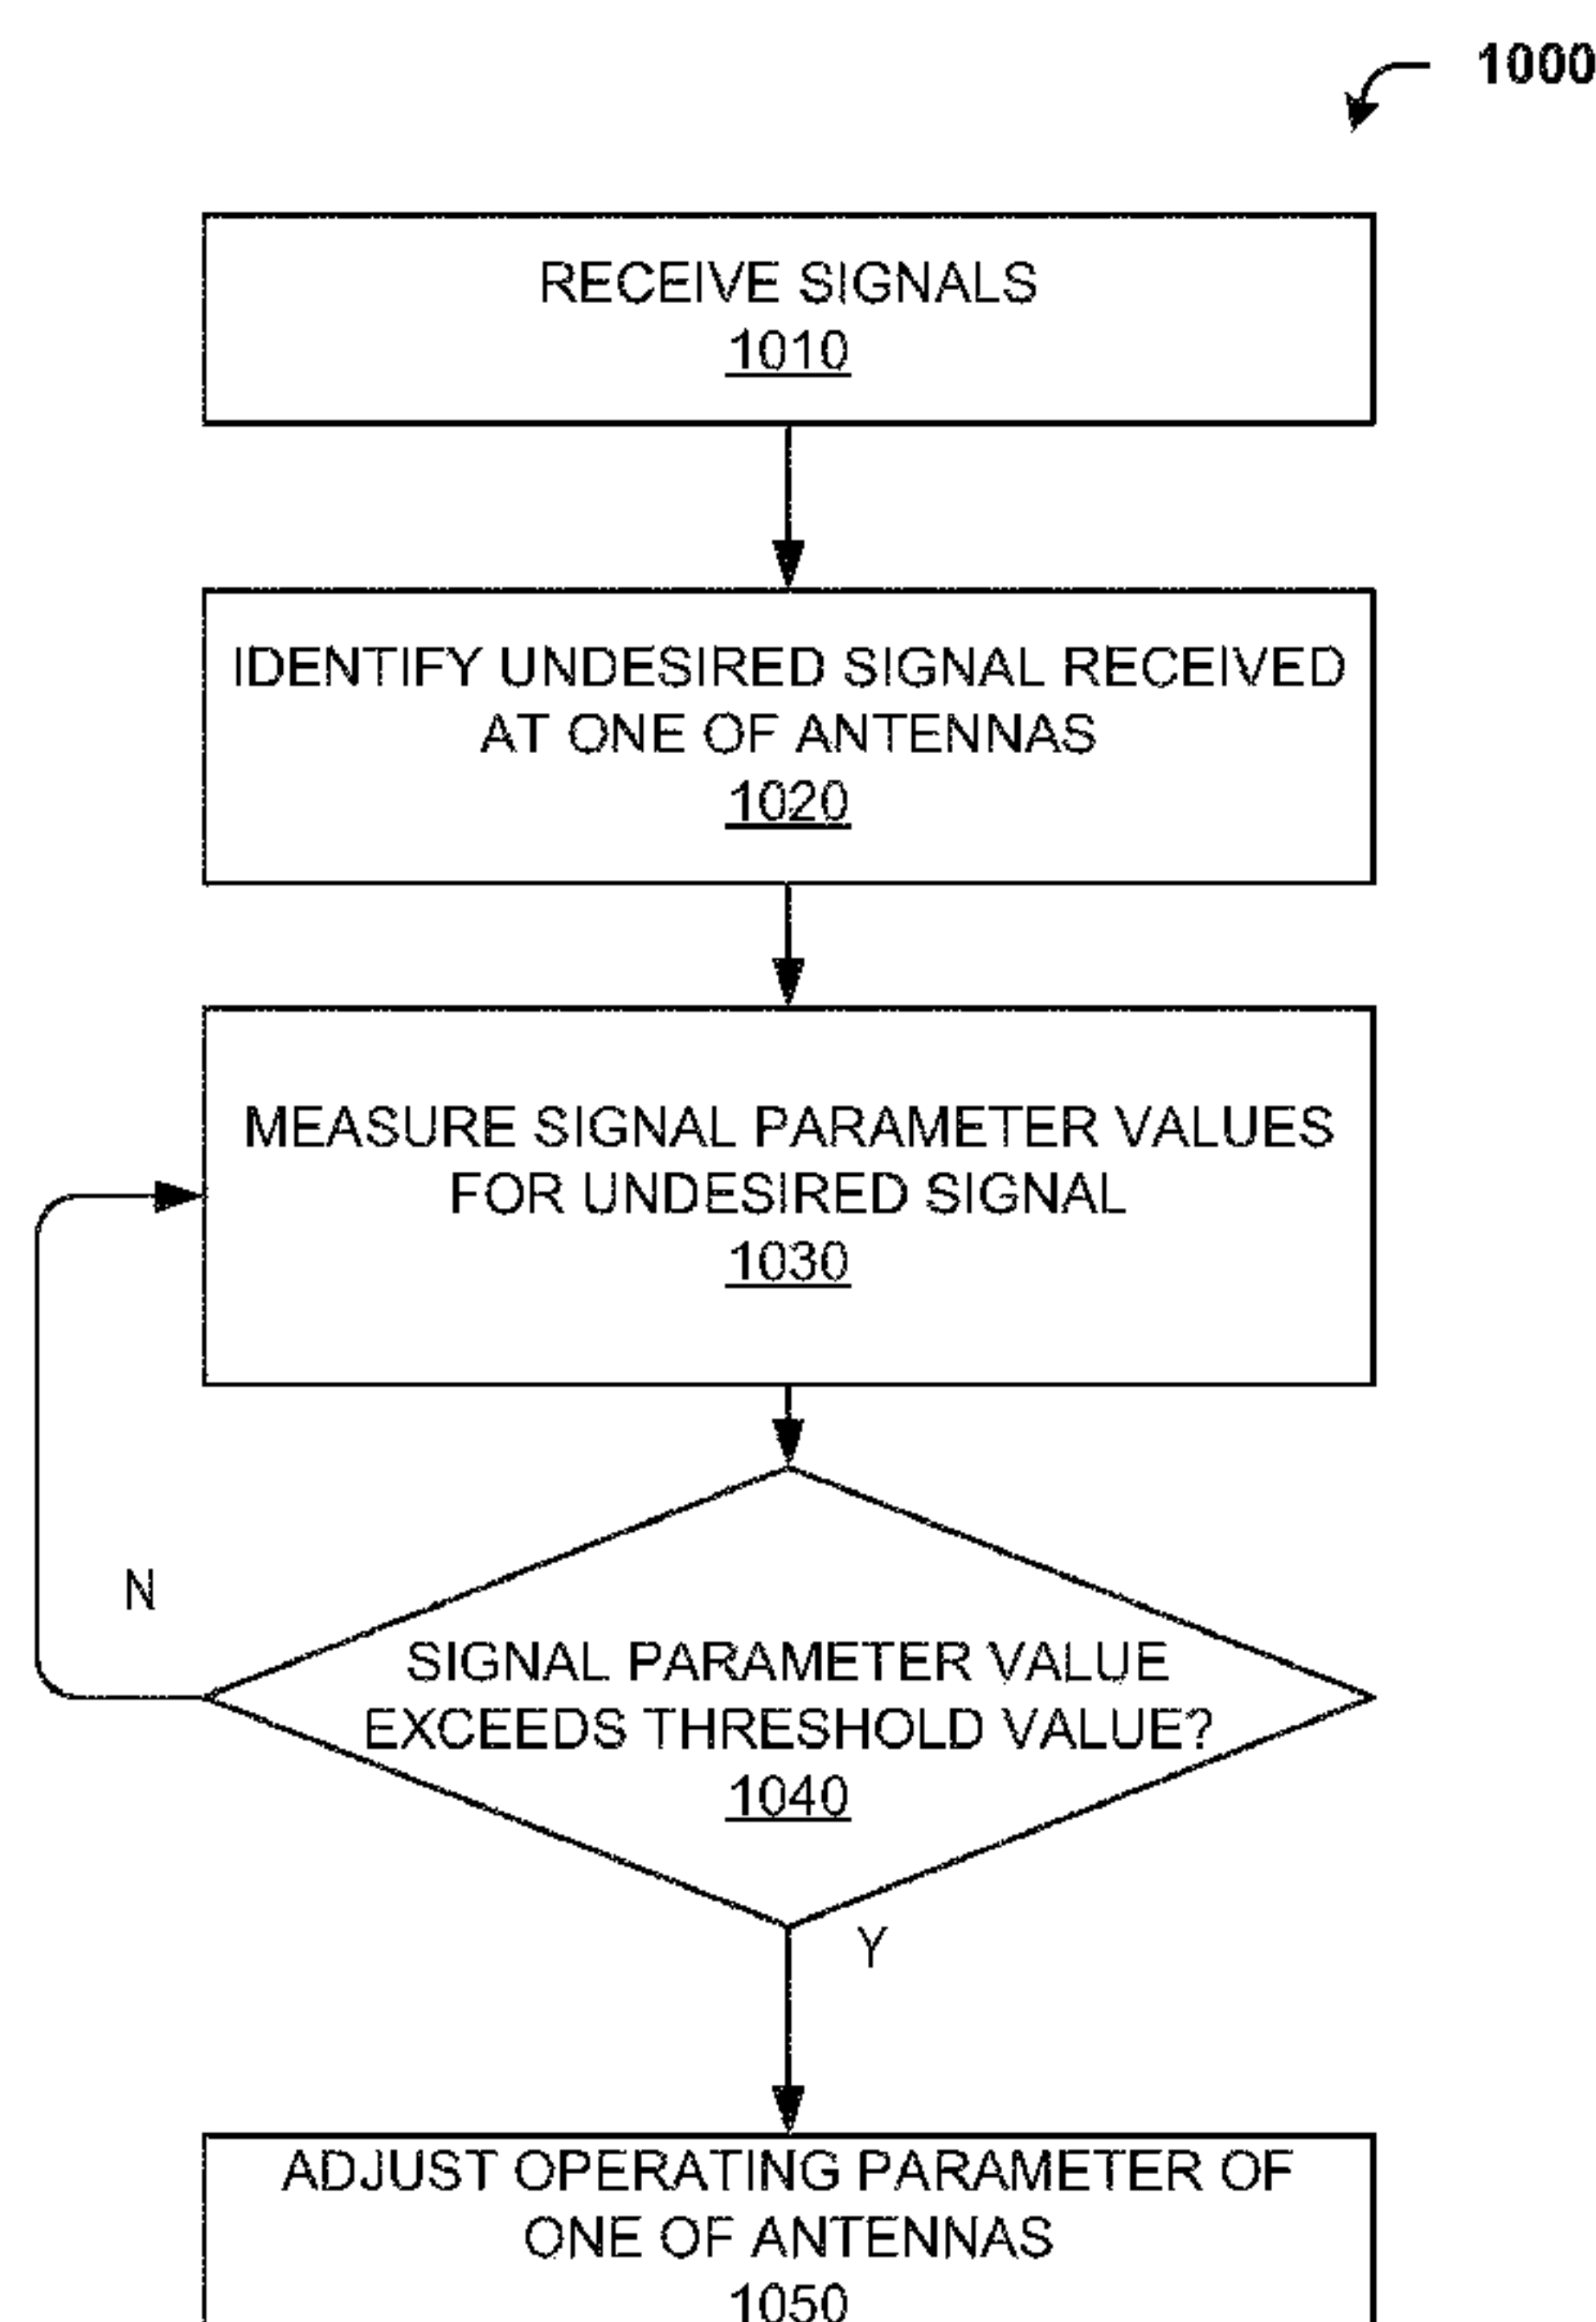 1000
RECEIVE SIGNALS
1010
IDENTIFY UNDESIRED SIGNAL RECEIVED
AT ONE OF ANTENNAS
1020
MEASURE SIGNAL PARAMETER VALUES
FOR UNDESIRED SIGNAL
1030
N
SIGNAL PARAMETER VALUE
EXCEEDS THRESHOLD VALUE?
1040
Y
ADJUST OPERATING PARAMETER OF
ONE OF ANTENNAS
1050